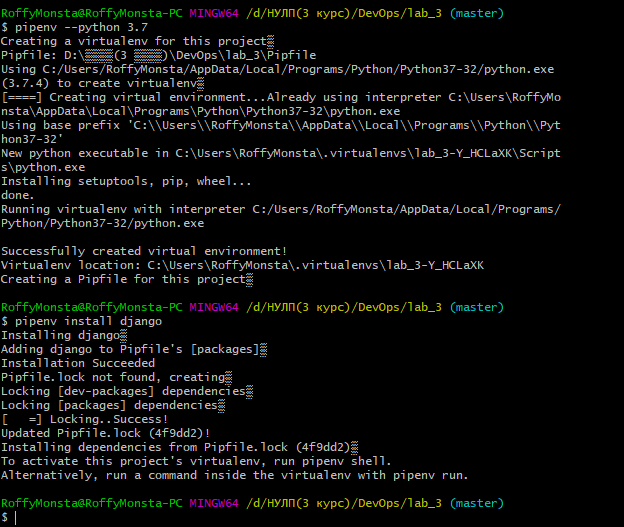 RoffyMonsta@RoffyMonsta-PC MINGW64 /d/НУЛП(3 курс)/DevOps/lab_3 (master)
$ pipenv --python 3.7
Creating a virtualenv for this project▒
Pipfile: D:\▒▒▒▒(3 ▒▒▒▒)\DevOps\lab_3\Pipfile
Using C:/Users/RoffyMonsta/AppData/Local/Programs/Python/Python37-32/python.exe
(3.7.4) to create virtualenv▒
[====] Creating virtual environment...Already using interpreter C:\Users\RoffyMo
nsta\AppData\Local\Programs\Python\Python37-32\python.exe
Using base prefix 'C:\\Users\\RoffyMonsta\\AppData\\Local\\Programs\\Python\\Pyt
hon37-32'
New python executable in C:\Users\RoffyMonsta\.virtualenvs\lab_3-Y_HCLaXK\Script
s\python.exe
Installing setuptools, pip, wheel...
done.
Running virtualenv with interpreter C:/Users/RoffyMonsta/AppData/Local/Programs/
Python/Python37-32/python.exe
Successfully created virtual environment!
Virtualenv location: C:\Users\RoffyMonsta\.virtualenvs\lab_3-Y_HCLaXK
Creating a Pipfile for this project▒
RoffyMonsta@RoffyMonsta-PC MINGW64 /d/НУЛП(3 курс)/DevOps/lab_3 (master)
$ pipenv install django
Installing django▒
Adding django to Pipfile's [packages]▒
Installation Succeeded
Pipfile.lock not found, creating▒
Locking [dev-packages] dependencies▒
Locking [packages] dependencies▒
[   =] Locking..Success!
Updated Pipfile.lock (4f9dd2)!
Installing dependencies from Pipfile.lock (4f9dd2)▒
To activate this project's virtualenv, run pipenv shell.
Alternatively, run a command inside the virtualenv with pipenv run.
RoffyMonsta@RoffyMonsta-PC MINGW64 /d/НУЛП(3 курс)/DevOps/lab_3 (master)
$